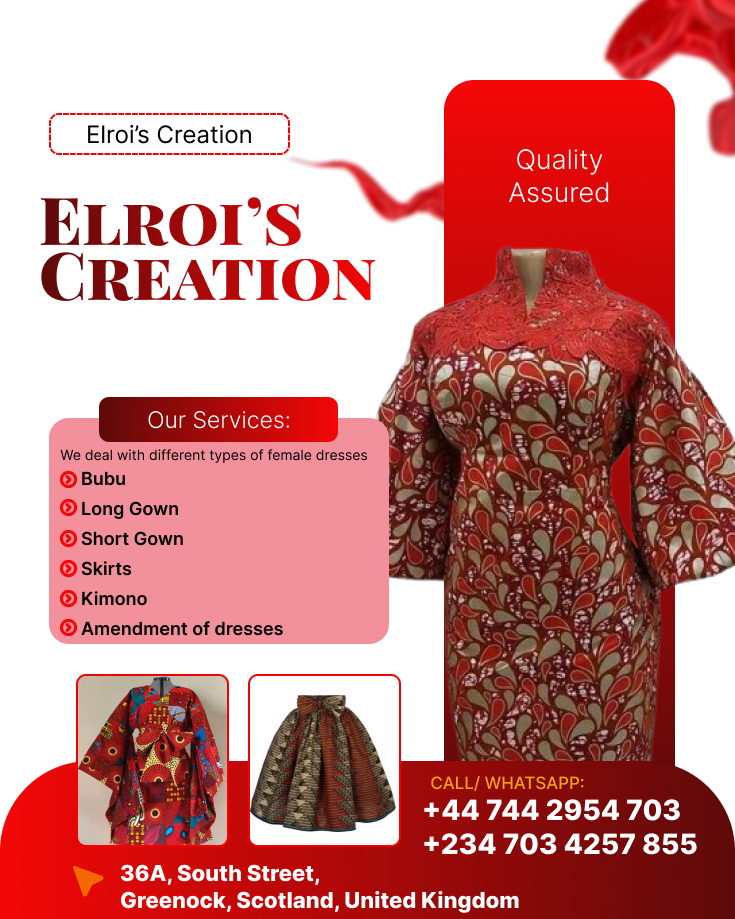 Elroi’s Creation
Quality
Assured
ELROI’S
CREATION
Our Services:
We deal with different types of female dresses
Bubu
Long Gown
Short Gown
Skirts
Kimono
Amendment of dresses
CALL/ WHATSAPP:
+44 744 2954 703
+234 703 4257 855
36A, South Street,
Greenock, Scotland, United Kingdom